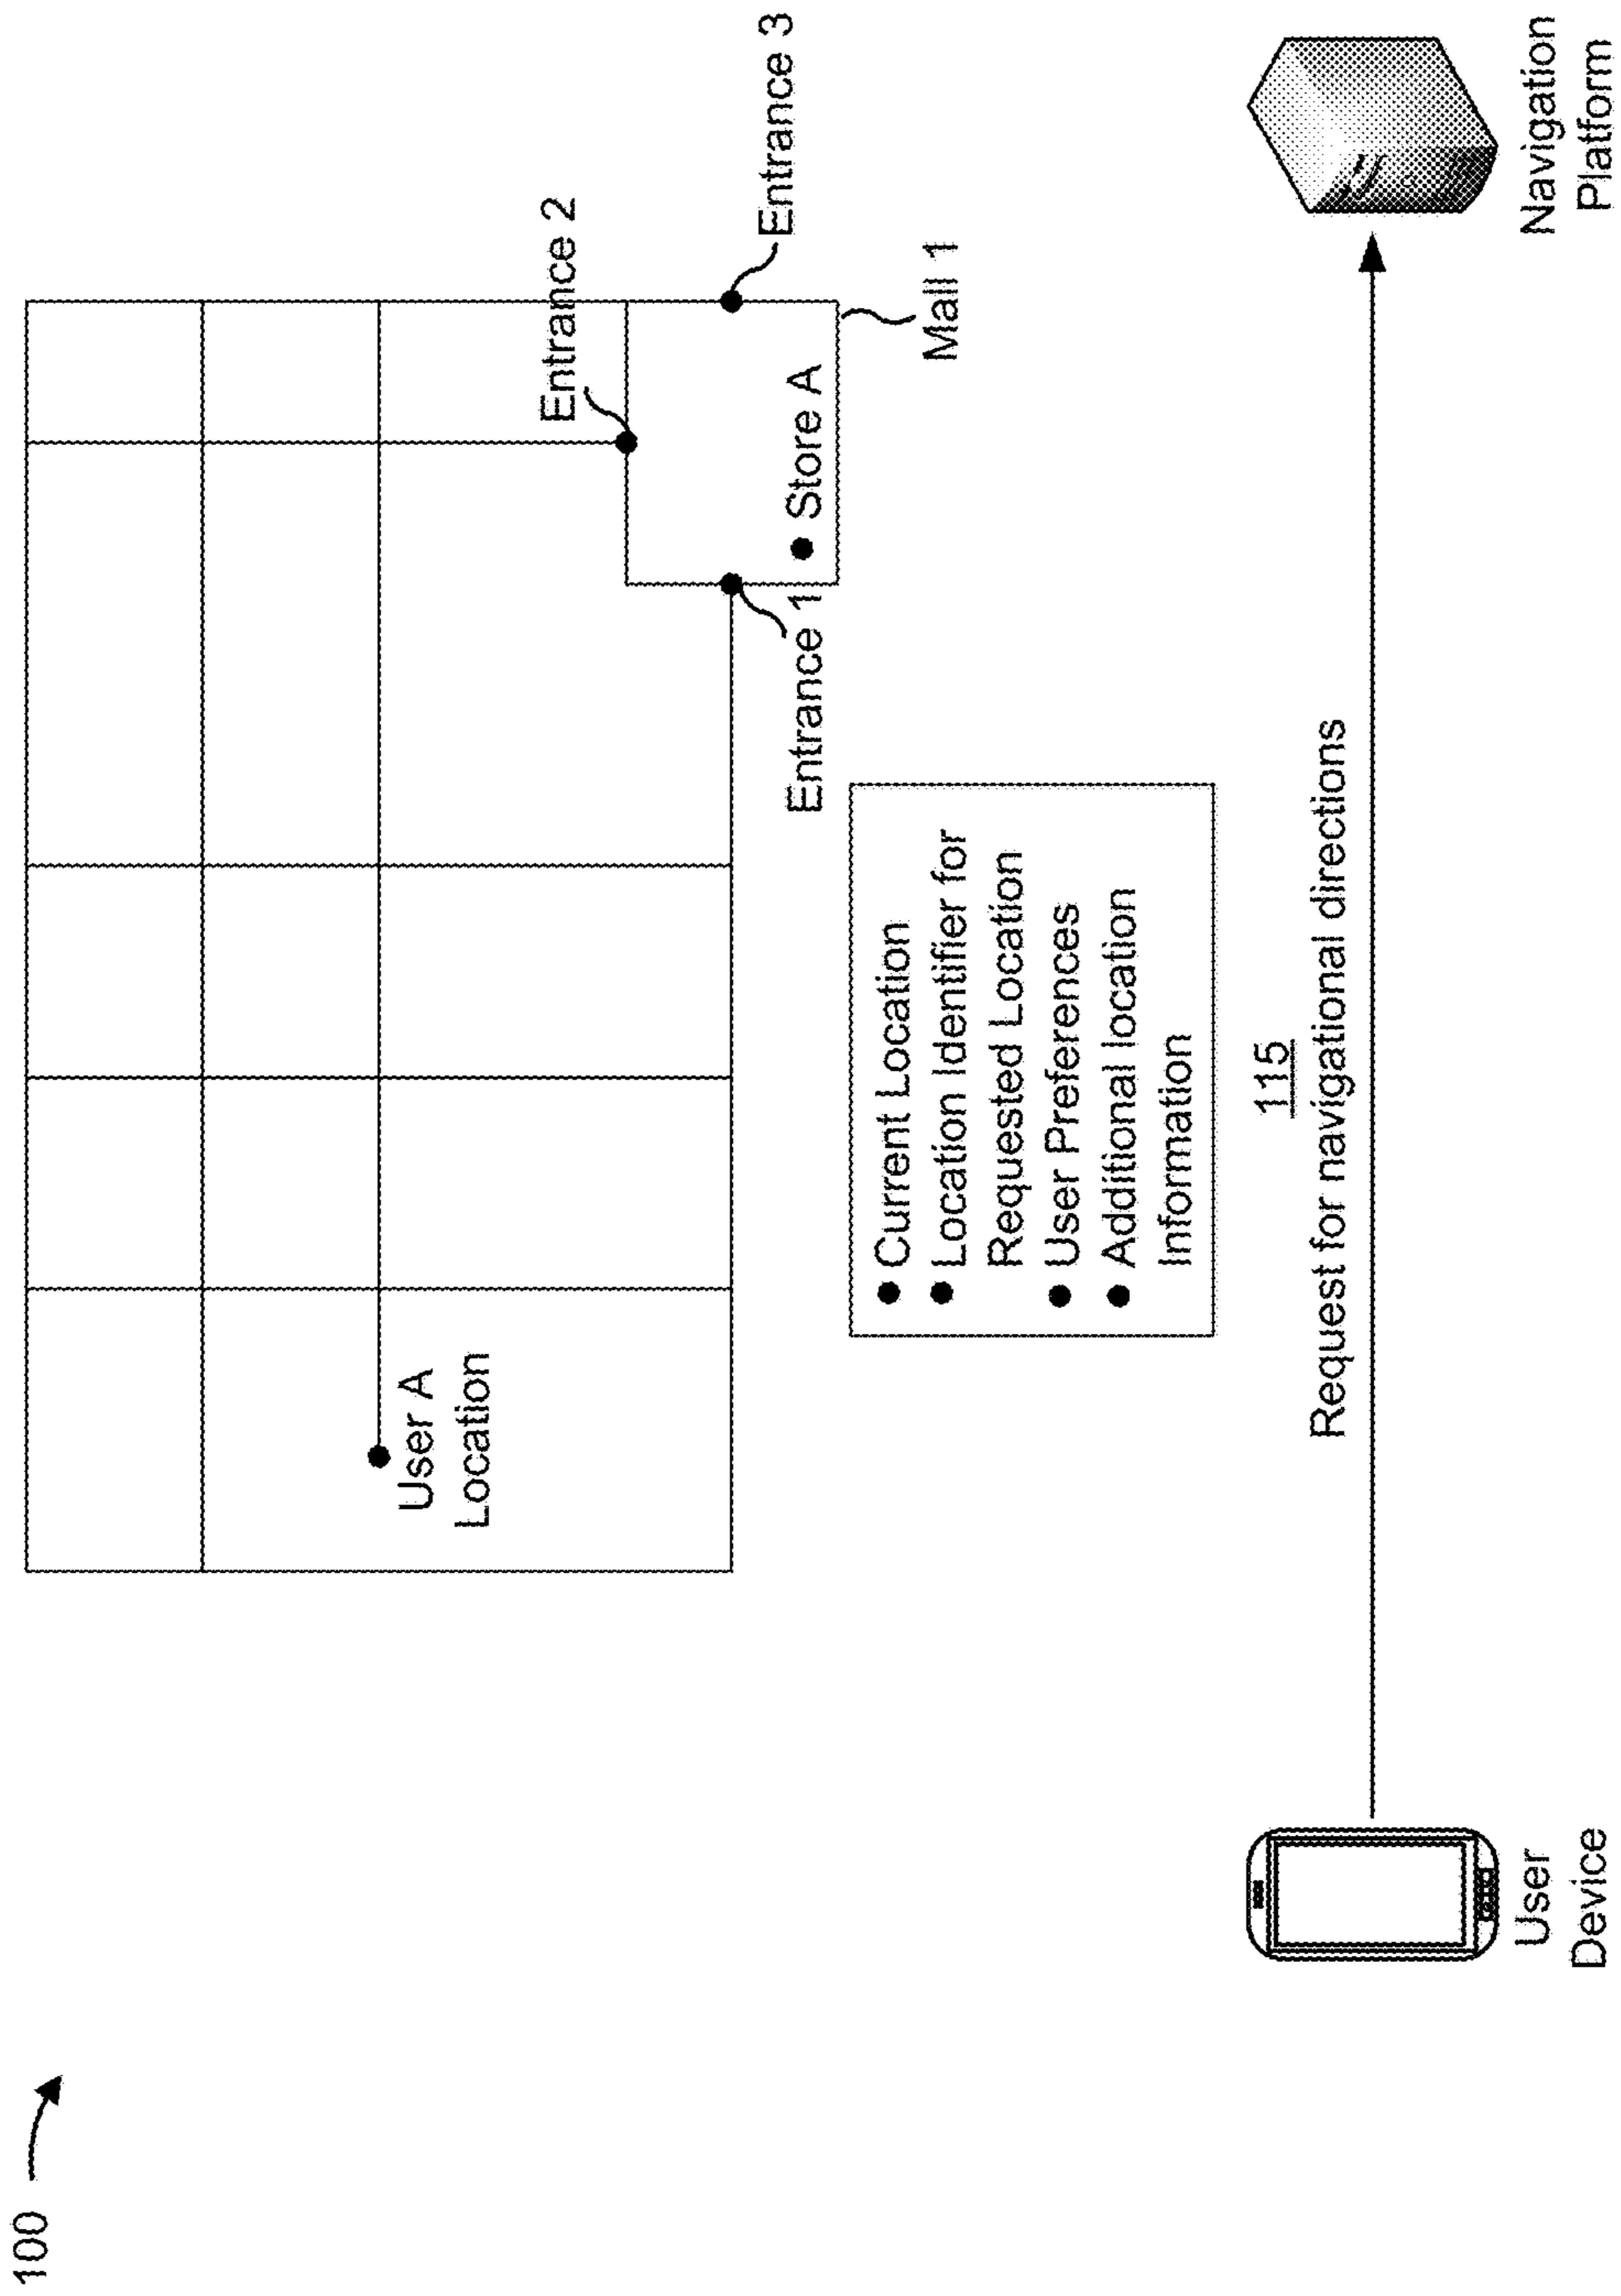 100
User A
Location
Entrance 2
Entrance 3
Entrance 1
● Store A
Mall 1
● Current Location
● Location Identifier for
Requested Location
● User Preferences
● Additional location
Information
115
Request for navigational directions
User
Device
Navigation
Platform